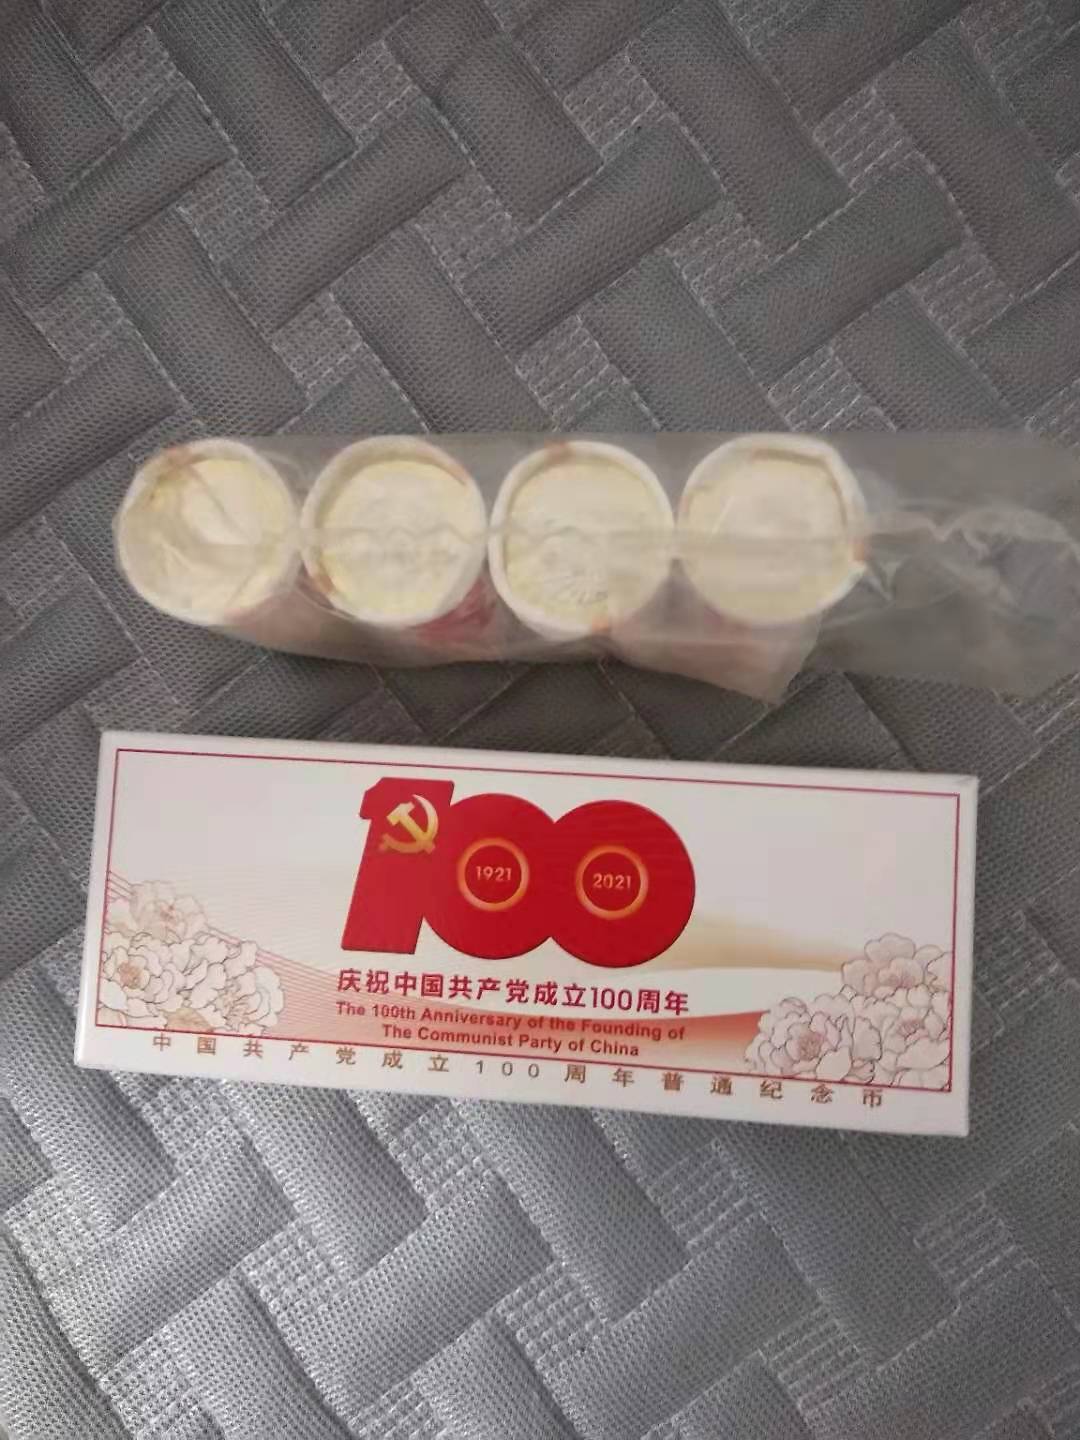 100
1921
2021
庆祝中国共产党成立100周年
The 100th Anniversary of the Founding of
The Communist Party of China
中国共产党成立100周年普通纪念币